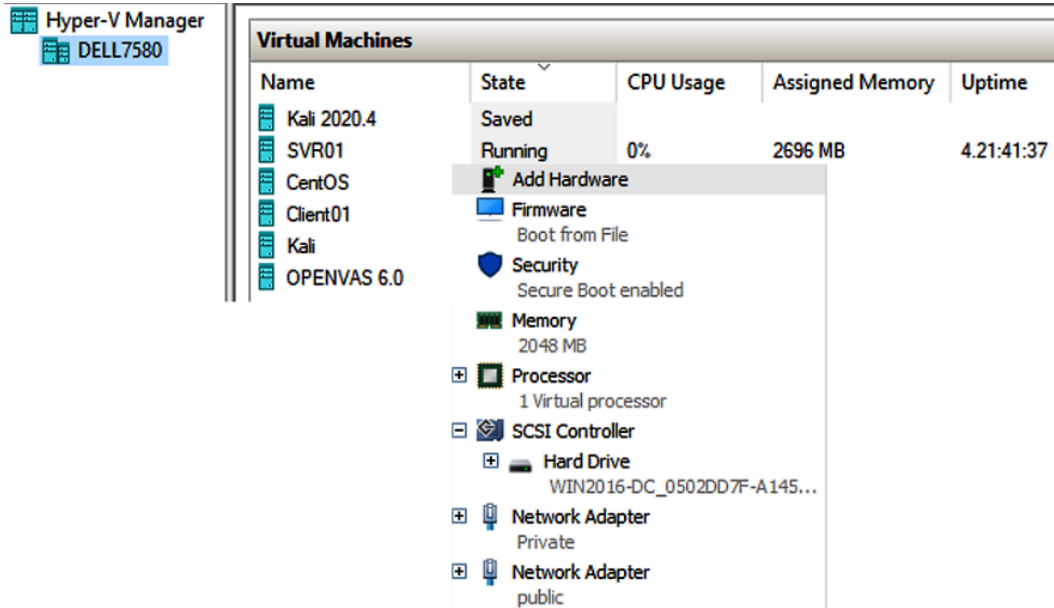 Hyper-V Manager
DELL7580
Virtual Machines
Name State CPU Usage Assigned Memory Uptime
Kali 2020.4 Saved
SVR01 Running 0% 2696 MB 4.21:41:37
CentOS
Client01
Kali
OPENVAS 6.0
Add Hardware
Firmware
Boot from File
Security
Secure Boot enabled
Memory
2048 MB
Processor
1 Virtual processor
SCSI Controller
Hard Drive
WIN2016-DC_0502DD7F-A145...
Network Adapter
Private
Network Adapter
public